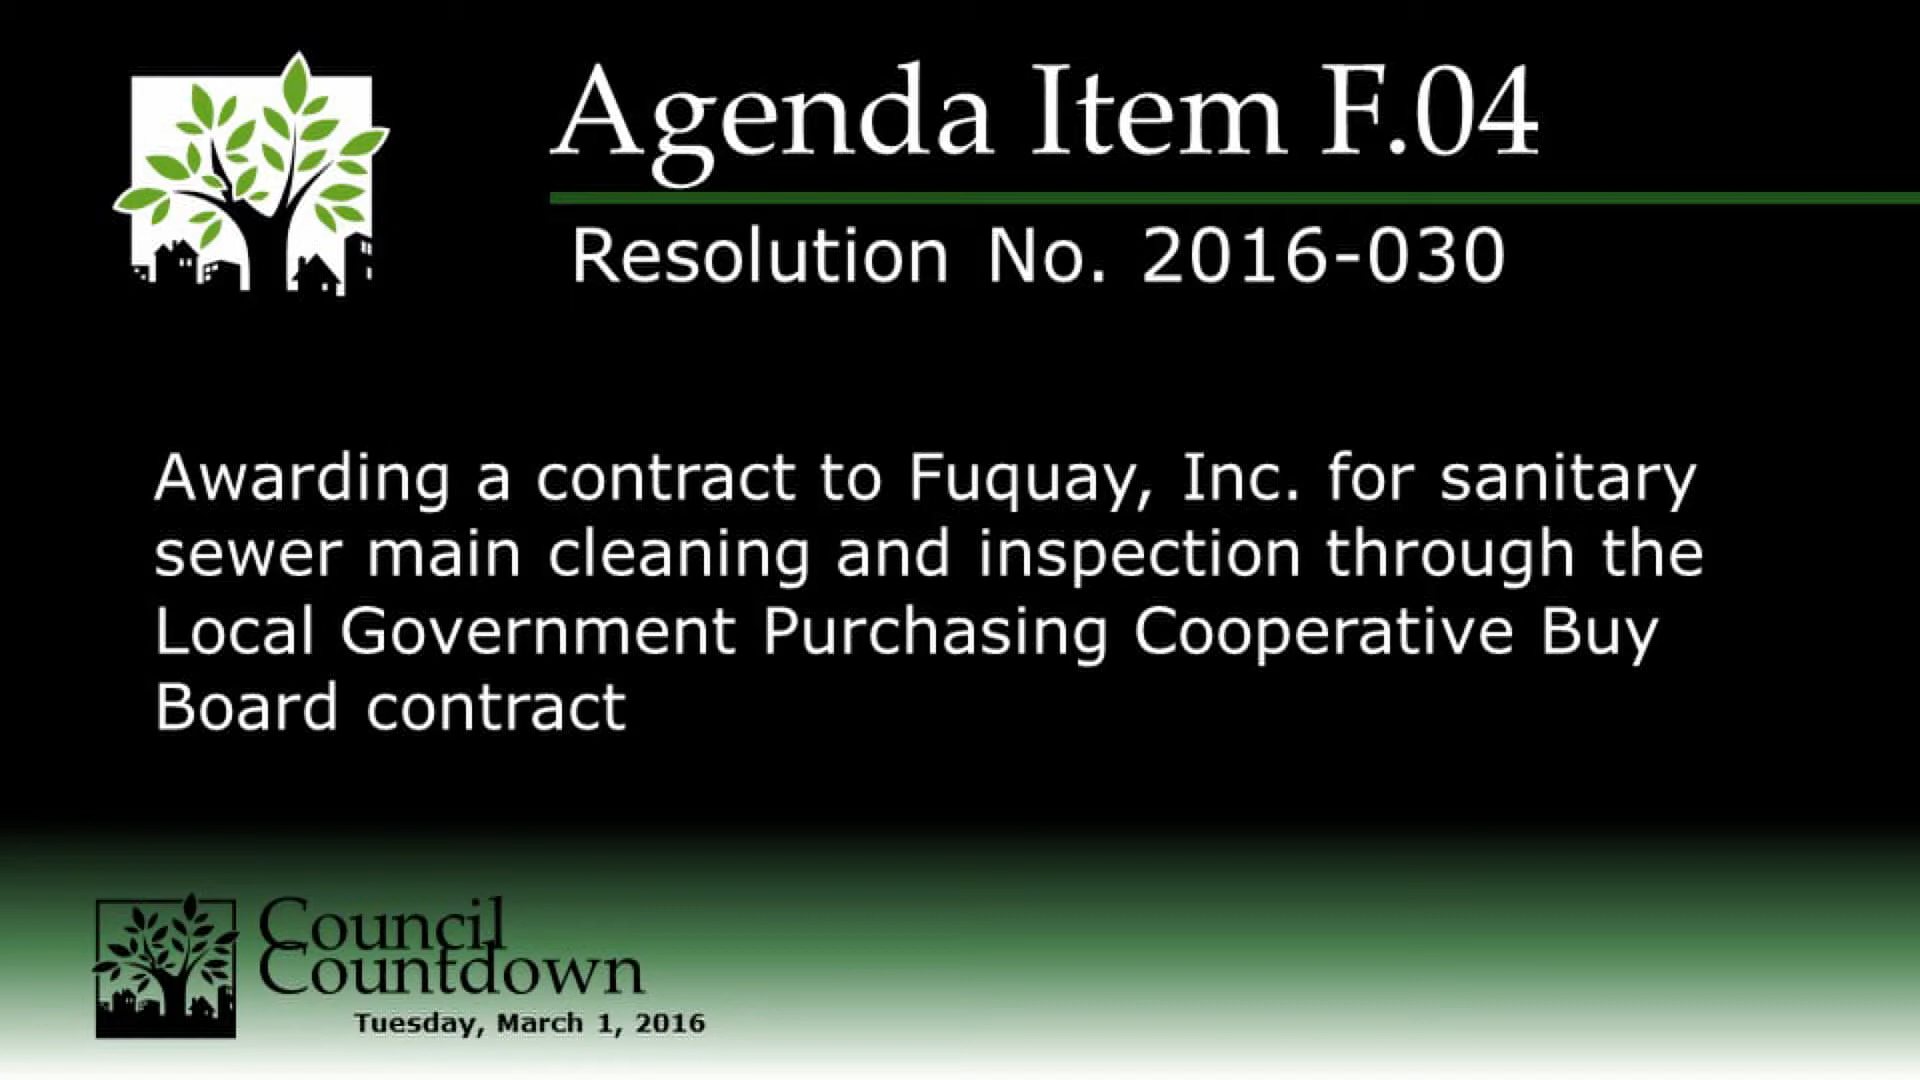 Agenda Item F.04
Resolution No. 2016-030
Awarding a contract to Fuquay, Inc. for sanitary
sewer main cleaning and inspection through the
Local Government Purchasing Cooperative Buy
Board contract
Council
Countdown
Tuesday, March 1, 2016